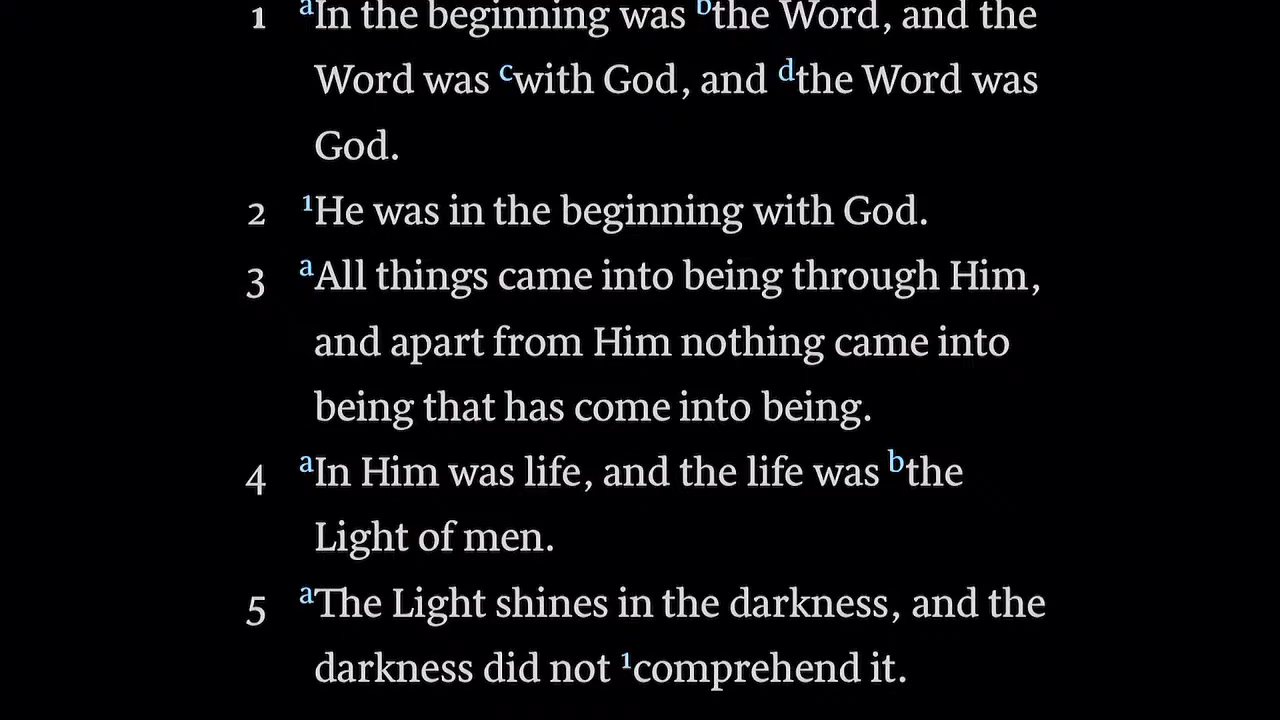 1 aIn the beginning was bthe Word, and the
Word was cwith God, and dthe Word was
God.
2 1He was in the beginning with God.
3 aAll things came into being through Him,
and apart from Him nothing came into
being that has come into being.
4 aIn Him was life, and the life was bthe
Light of men.
5 aThe Light shines in the darkness, and the
darkness did not 1comprehend it.